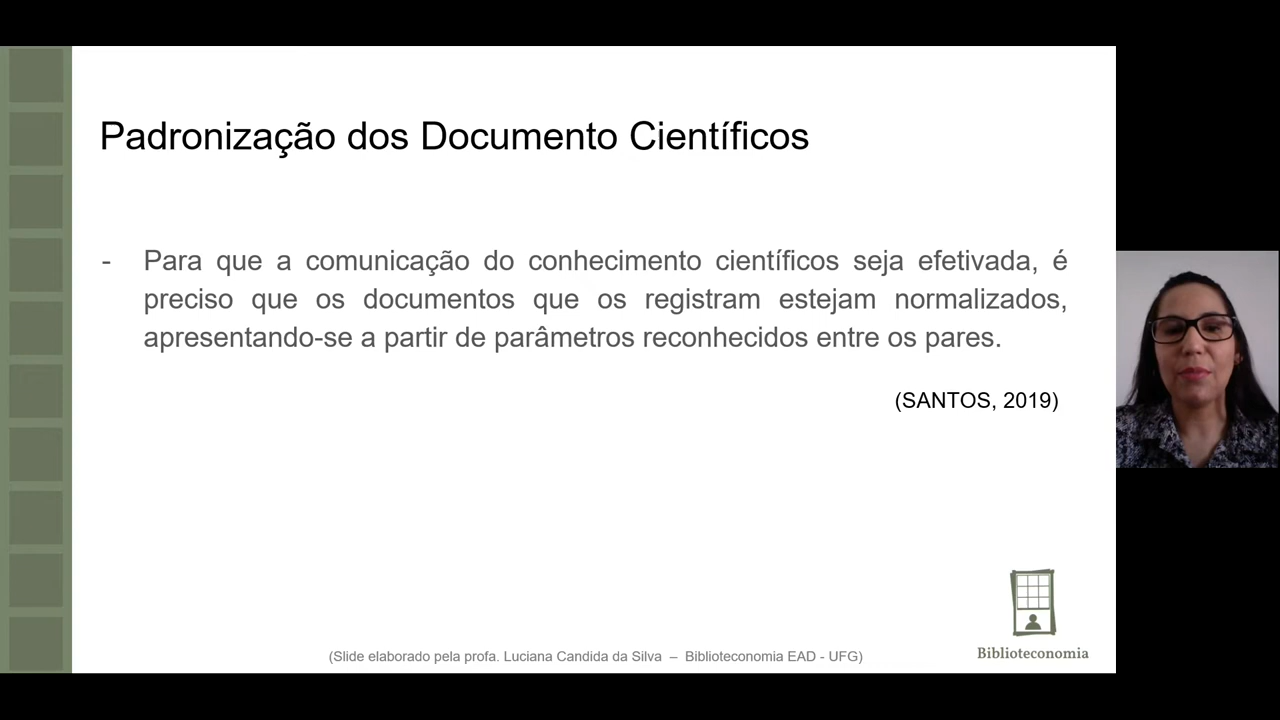 Padronização dos Documento Científicos
- Para que a comunicação do conhecimento científicos seja efetivada, é
preciso que os documentos que os registram estejam normalizados,
apresentando-se a partir de parâmetros reconhecidos entre os pares.
(SANTOS, 2019)
(Slide elaborado pela profa. Luciana Candida da Silva – Biblioteconomia EAD - UFG)
Biblioteconomia